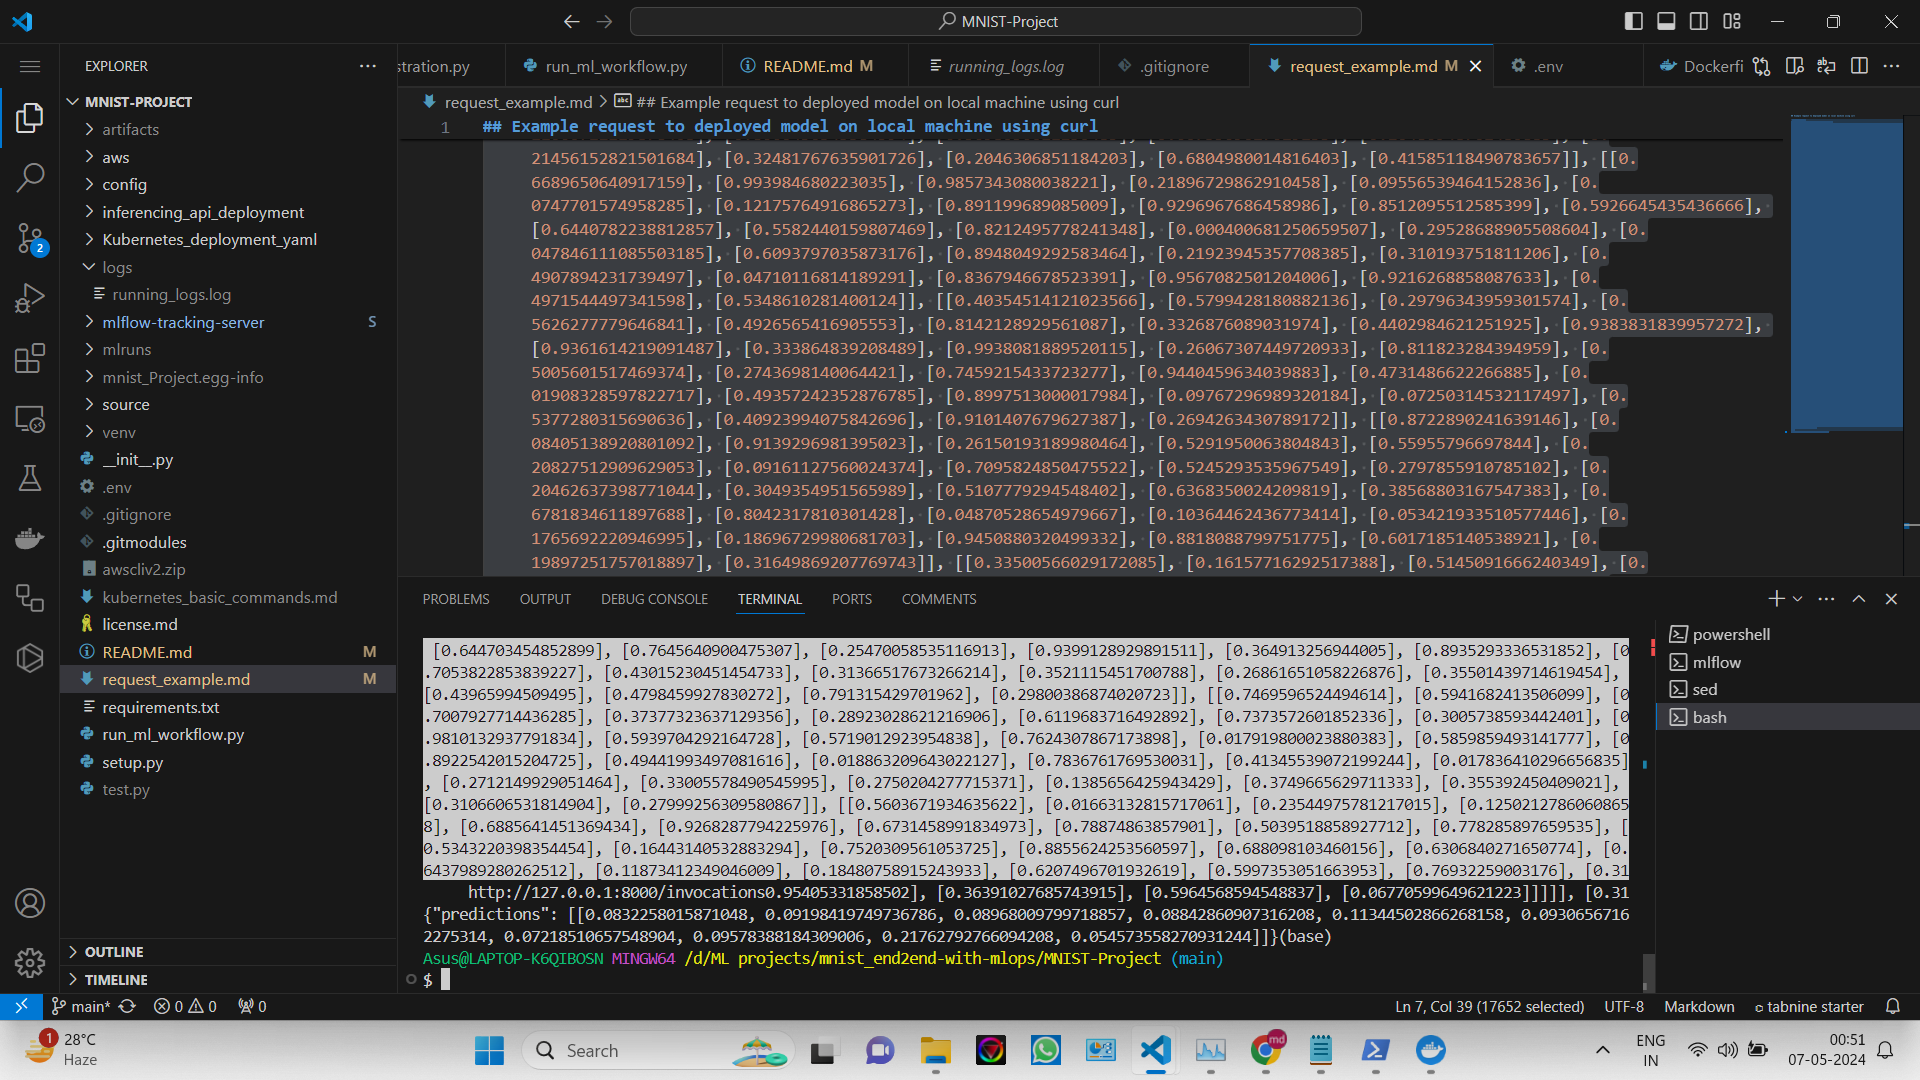 MNIST-Project
EXPLORER
stration.py
run_ml_workflow.py
README.md M
running_logs.log
.gitignore
request_example.md M
.env
Dockerfi
MNIST-PROJECT
artifacts
aws
config
inferencing_api_deployment
Kubernetes_deployment_yaml
logs
running_logs.log
mlflow-tracking-server S
mlruns
mnist_Project.egg-info
source
venv
__init__.py
.env
.gitignore
.gitmodules
awscliv2.zip
kubernetes_basic_commands.md
license.md
README.md M
request_example.md M
requirements.txt
run_ml_workflow.py
setup.py
test.py
OUTLINE
TIMELINE
2
request_example.md > ## Example request to deployed model on local machine using curl
1 ## Example request to deployed model on local machine using curl
21456152821501684], [0.32481767635901726], [0.2046306851184203], [0.6804980014816403], [0.41585118490783657]], [[0.
6689650640917159], [0.993984680223035], [0.9857343080038221], [0.21896729862910458], [0.09556539464152836], [0.
0747701574958285], [0.12175764916865273], [0.891199689085009], [0.9296967686458986], [0.8512095512585399], [0.5926645435436666],
[0.6440782238812857], [0.5582440159807469], [0.8212495778241348], [0.000400681250659507], [0.29528688905508604], [0.
047846111085503185], [0.6093797035873176], [0.8948049292583464], [0.21923945357708385], [0.310193751811206], [0.
4907894231739497], [0.04710116814189291], [0.8367946678523391], [0.9567082501204006], [0.9216268858087633], [0.
4971544497341598], [0.5348610281400124]], [[0.40354514121023566], [0.5799428180882136], [0.29796343959301574], [0.
5626277779646841], [0.4926565416905553], [0.8142128929561087], [0.3326876089031974], [0.4402984621251925], [0.9383831839957272],
[0.9361614219091487], [0.333864839208489], [0.9938081889520115], [0.26067307449720933], [0.811823284394959], [0.
5005601517469374], [0.2743698140064421], [0.7459215433723277], [0.9440459634039883], [0.4731486622266885], [0.
01908328597822717], [0.49357242352876785], [0.8997513000017984], [0.09767296989320184], [0.07250314532117497], [0.
5377280315690636], [0.40923994075842696], [0.9101407679627387], [0.2694263430789172]], [[0.8722890241639146], [0.
08405138920801092], [0.9139296981395023], [0.26150193189980464], [0.5291950063804843], [0.55955796697844], [0.
20827512909629053], [0.09161127560024374], [0.7095824850475522], [0.5245293535967549], [0.2797855910785102], [0.
20462637398771044], [0.3049354951565989], [0.5107779294548402], [0.6368350024209819], [0.38568803167547383], [0.
6781834611897688], [0.8042317810301428], [0.04870528654979667], [0.10364462436773414], [0.053421933510577446], [0.
1765692220946995], [0.18696729980681703], [0.9450880320499332], [0.8818088799751775], [0.6017185140538921], [0.
19897251757018897], [0.31649869207769743]], [[0.33500566029172085], [0.16157716292517388], [0.5145091666240349], [0.
PROBLEMS OUTPUT DEBUG CONSOLE TERMINAL PORTS COMMENTS
[0.644703454852899], [0.7645640900475307], [0.25470058535116913], [0.9399128929891511], [0.364913256944005], [0.8935293336531852], [0
.7053822853839227], [0.43015230451454733], [0.31366517673266214], [0.3521115451700788], [0.26861651058226876], [0.35501439714619454],
[0.43965994509495], [0.4798459927830272], [0.791315429701962], [0.29800386874020723]], [[0.7469596524494614], [0.5941682413506099], [0
.7007927714436285], [0.37377323637129356], [0.28923028621216906], [0.6119683716492892], [0.7373572601852336], [0.3005738593442401], [0
.9810132937791834], [0.5939704292164728], [0.5719012923954838], [0.7624307867173898], [0.017919800023880383], [0.5859859493141777], [0
.8922542015204725], [0.49441993497081616], [0.018863209643022127], [0.7836761769530031], [0.41345539072199244], [0.017836410296656835]
, [0.2712149929051464], [0.33005578490545995], [0.2750204277715371], [0.1385656425943429], [0.3749665629711333], [0.355392450409021],
[0.3106606531814904], [0.27999256309580867]], [[0.5603671934635622], [0.01663132815717061], [0.23544975781217015], [0.1250212786060865
8], [0.6885641451369434], [0.9268287794225976], [0.6731458991834973], [0.78874863857901], [0.5039518858927712], [0.778285897659535], [
0.5343220398354454], [0.16443140532883294], [0.7520309561053725], [0.8855624253560597], [0.688098103460156], [0.6306840271650774], [0.
6437989280262512], [0.11873412349046009], [0.18480758915243933], [0.6207496701932619], [0.5997353051663953], [0.76932259003176], [0.31
http://127.0.0.1:8000/invocations0.95405331858502], [0.36391027685743915], [0.5964568594548837], [0.06770599649621223]]]]], [0.31
{"predictions": [[0.0832258015871048, 0.09198419749736786, 0.08968009799718857, 0.08842860907316208, 0.11344502866268158, 0.0930656716
2275314, 0.07218510657548904, 0.09578388184309006, 0.21762792766094208, 0.054573558270931244]]}(base)
Asus@LAPTOP-K6QIBOSN MINGW64 /d/ML projects/mnist_end2end-with-mlops/MNIST-Project (main)
$
powershell
mlflow
sed
bash
main* 0 0 0
Ln 7, Col 39 (17652 selected) UTF-8 Markdown tabnine starter
1
28°C
Haze
Search
md
ENG
IN
00:51
07-05-2024